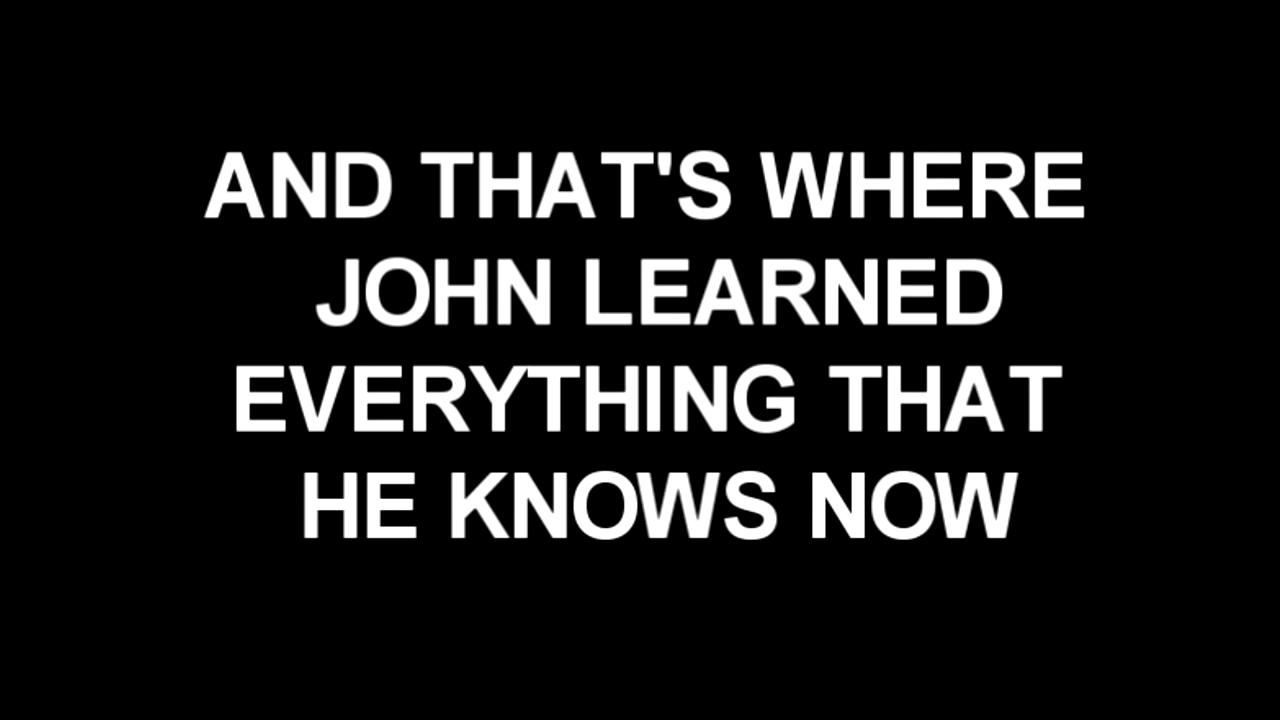 AND THAT'S WHERE
JOHN LEARNED
EVERYTHING THAT
HE KNOWS NOW